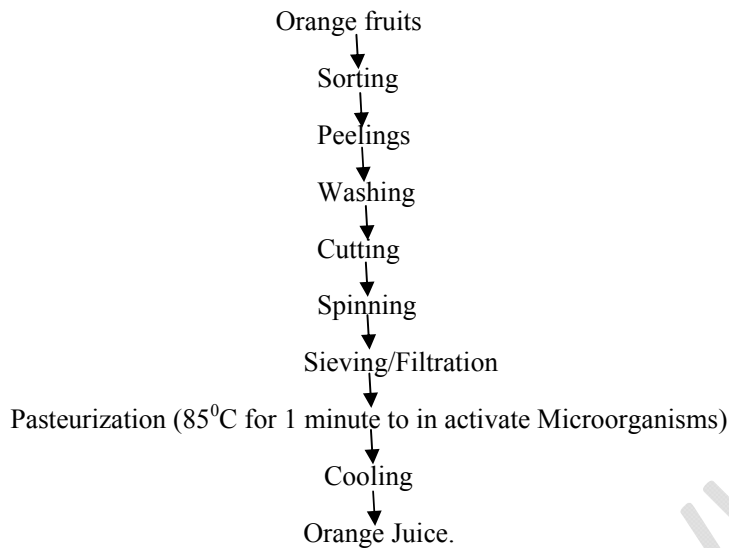 Orange fruits
Sorting
Peelings
Washing
Cutting
Spinning
Sieving/Filtration
Pasteurization (85⁰C for 1 minute to in activate Microorganisms)
Cooling
Orange Juice.